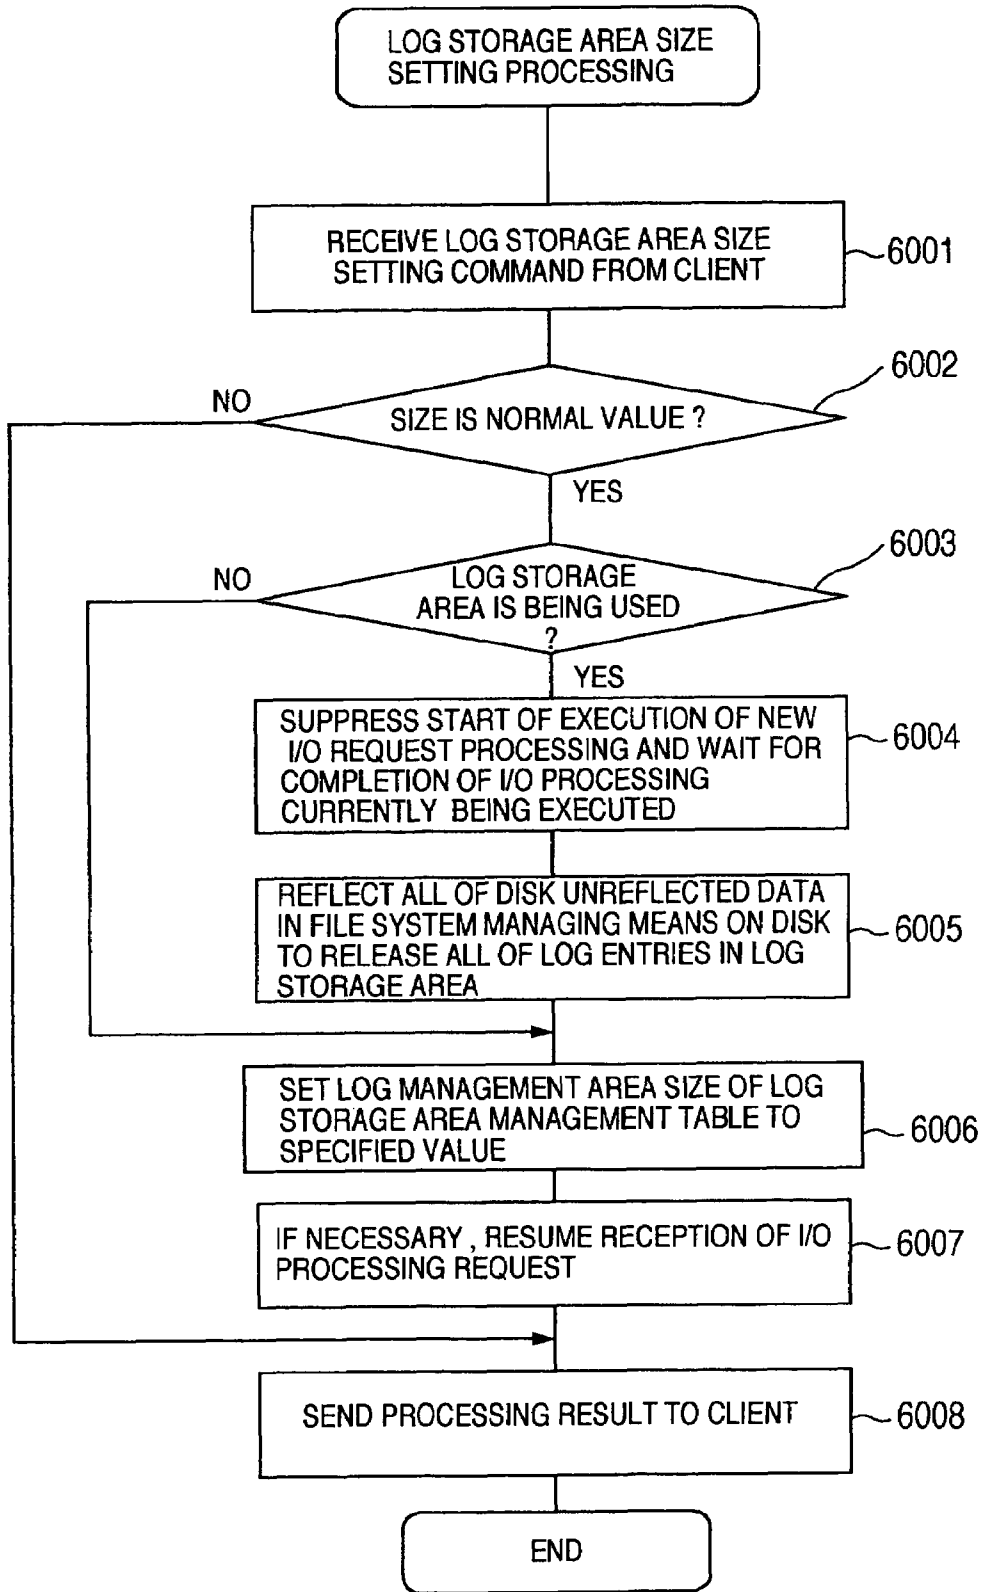 LOG STORAGE AREA SIZE
SETTING PROCESSING
RECEIVE LOG STORAGE AREA SIZE
SETTING COMMAND FROM CLIENT
6001
6002
NO
SIZE IS NORMAL VALUE ?
YES
6003
NO
LOG STORAGE
AREA IS BEING USED
?
YES
SUPPRESS START OF EXECUTION OF NEW
I/O REQUEST PROCESSING AND WAIT FOR
COMPLETION OF I/O PROCESSING
CURRENTLY BEING EXECUTED
6004
REFLECT ALL OF DISK UNREFLECTED DATA
IN FILE SYSTEM MANAGING MEANS ON DISK
TO RELEASE ALL OF LOG ENTRIES IN LOG
STORAGE AREA
6005
SET LOG MANAGEMENT AREA SIZE OF LOG
STORAGE AREA MANAGEMENT TABLE TO
SPECIFIED VALUE
6006
IF NECESSARY , RESUME RECEPTION OF I/O
PROCESSING REQUEST
6007
SEND PROCESSING RESULT TO CLIENT
6008
END